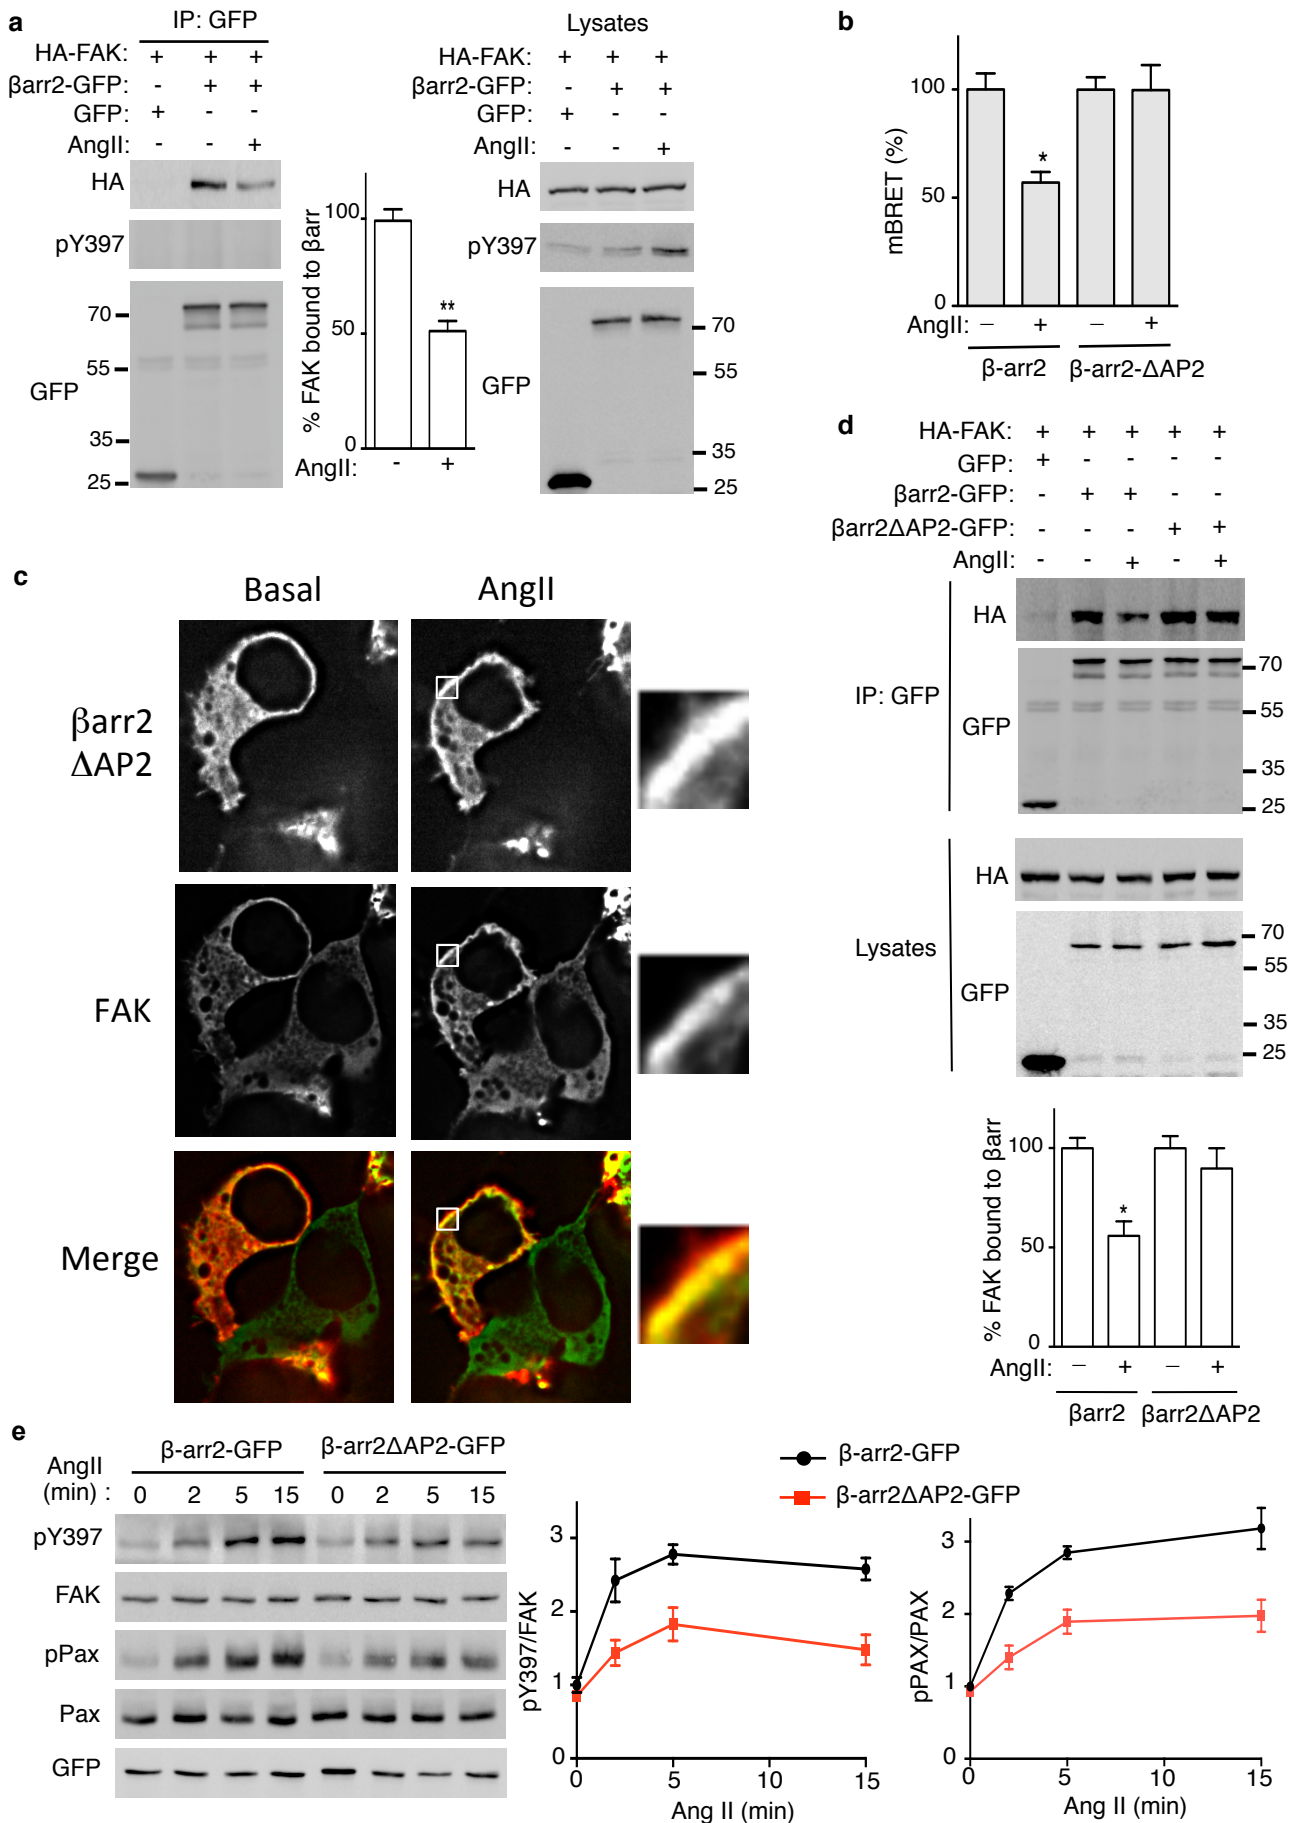 a
IP: GFP
HA-FAK: + + +
βarr2-GFP: - + +
GFP: + - -
AngII: - - +
HA
pY397
GFP
70
55
35
25
% FAK bound to βarr
100
50
0
**
AngII: - +
Lysates
HA-FAK: + + +
βarr2-GFP: - + +
GFP: + - -
AngII: - - +
HA
pY397
GFP
70
55
35
25
b
mBRET (%)
100
50
0
*
AngII: – + – +
β-arr2 β-arr2-ΔAP2
c
Basal AngII
βarr2
ΔAP2
FAK
Merge
d
HA-FAK: + + + + +
GFP: + - - - -
βarr2-GFP: - + + - -
βarr2ΔAP2-GFP: - - - + +
AngII: - - + - +
IP: GFP
HA
GFP
70
55
35
25
Lysates
HA
GFP
70
55
35
25
% FAK bound to βarr
100
50
0
*
AngII: – + – +
βarr2 βarr2ΔAP2
e
β-arr2-GFP β-arr2ΔAP2-GFP
AngII
(min) : 0 2 5 15 0 2 5 15
pY397
FAK
pPax
Pax
GFP
β-arr2-GFP
β-arr2ΔAP2-GFP
pY397/FAK
3
2
1
0
0 5 10 15
Ang II (min)
pPAX/PAX
3
2
1
0
0 5 10 15
Ang II (min)